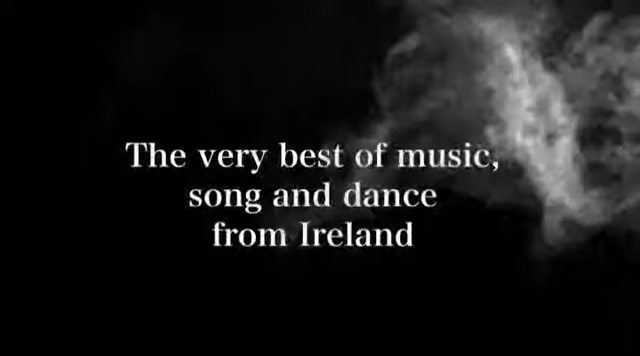 The very best of music,
song and dance
from Ireland